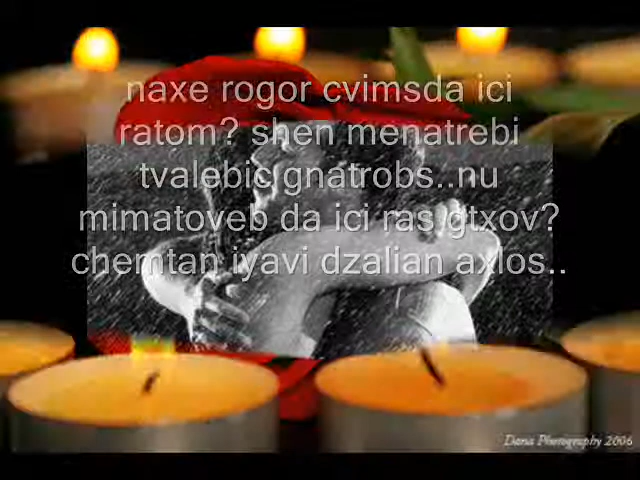 naxe rogor cvimsda ici
ratom? shen menatrebi
tvalebic gnatrobs..nu
mimatoveb da ici ras gtxov?
chemtan iyavi dzalian axlos..
Dana Photography 2006